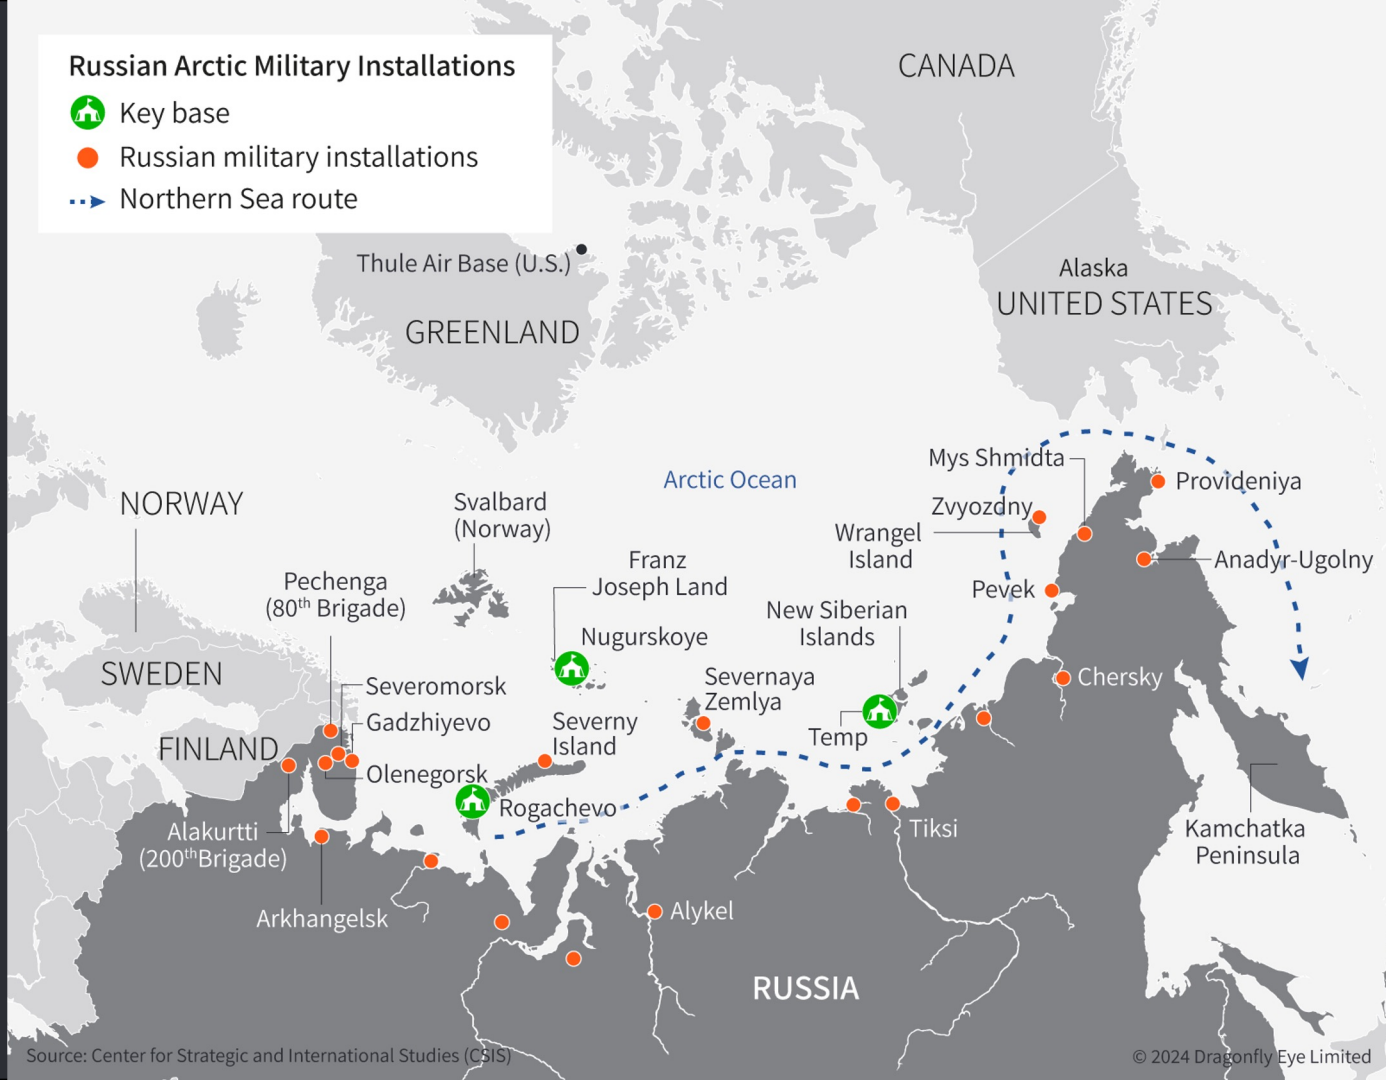 Russian Arctic Military Installations
Key base
Russian military installations
Northern Sea route
CANADA
Thule Air Base (U.S.)
GREENLAND
Alaska
UNITED STATES
Arctic Ocean
Mys Shmidta
Provideniya
Zvyozdny
Wrangel
Island
Anadyr-Ugolny
Pevek
NORWAY
Svalbard
(Norway)
Franz
Joseph Land
Pechenga
(80th Brigade)
New Siberian
Islands
Nugurskoye
SWEDEN
Severomorsk
Severnaya
Zemlya
Chersky
Gadzhiyevo
Severny
Island
Temp
FINLAND
Olenegorsk
Rogachevo
Alakurtti
(200thBrigade)
Tiksi
Kamchatka
Peninsula
Arkhangelsk
Alykel
RUSSIA
Source: Center for Strategic and International Studies (CSIS)
© 2024 Dragonfly Eye Limited